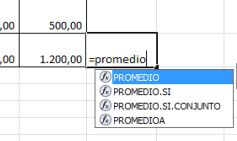 ,00 500,00
,00 1.200,00 =promedio
PROMEDIO
PROMEDIO.SI
PROMEDIO.SI.CONJUNTO
PROMEDIOA